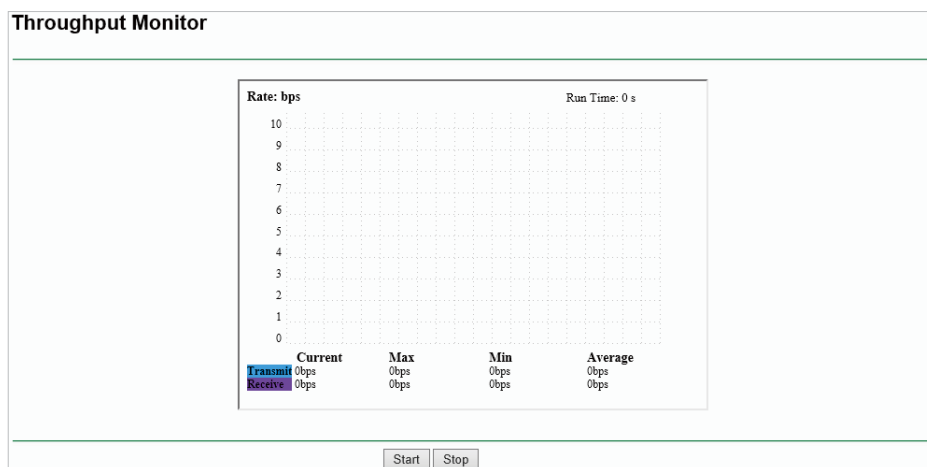 Throughput Monitor
Rate: bps
Run Time: 0 s
10
9
8
7
6
5
4
3
2
1
0
Current Max Min Average
Transmit 0bps 0bps 0bps 0bps
Receive 0bps 0bps 0bps 0bps
Start Stop